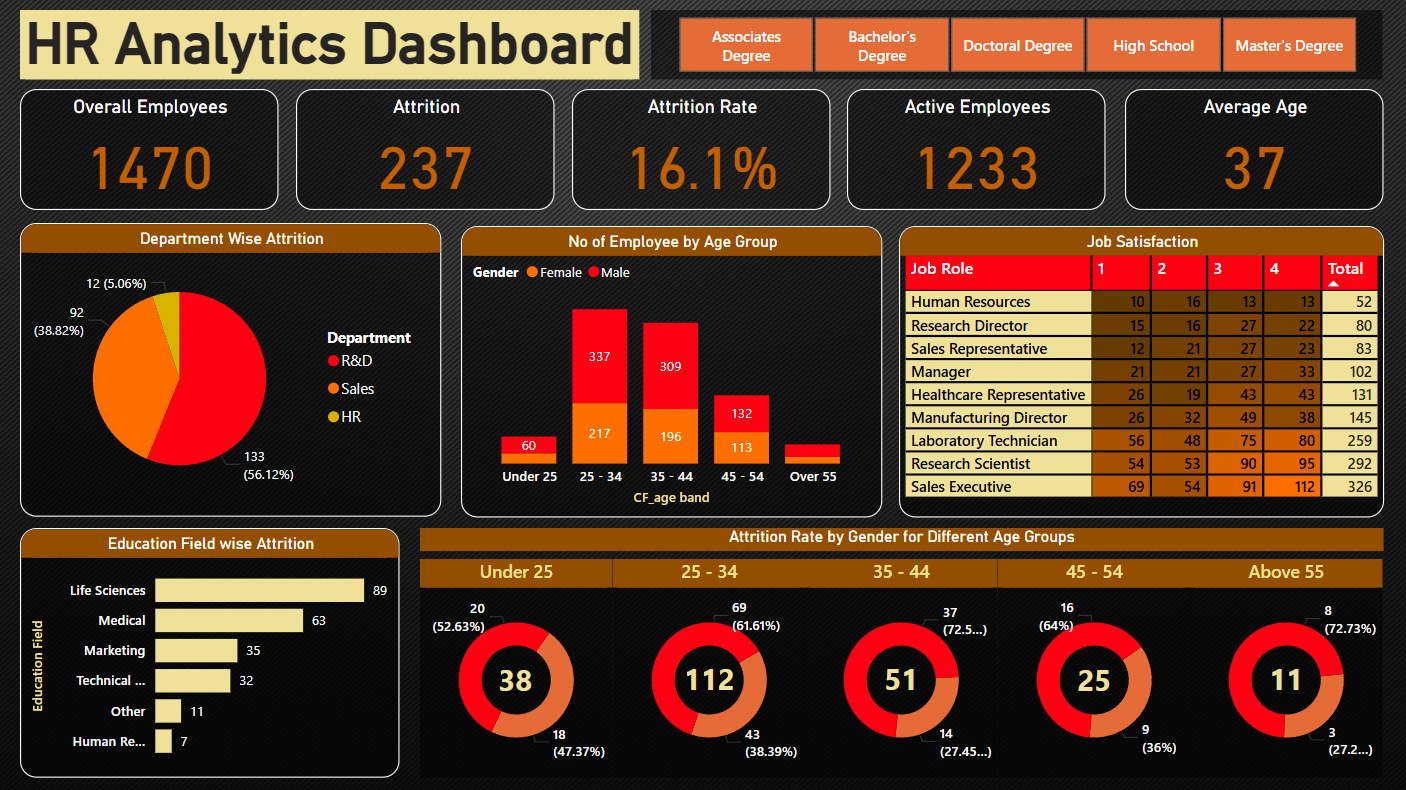 HR Analytics Dashboard
Associates
Degree
Bachelor's
Degree
Doctoral Degree
High School
Master's Degree
Overall Employees
1470
Attrition
237
Attrition Rate
16.1%
Active Employees
1233
Average Age
37
Department Wise Attrition
12 (5.06%)
92
(38.82%)
133
(56.12%)
Department
R&D
Sales
HR
No of Employee by Age Group
Gender Female Male
60
337
217
309
196
132
113
Under 25 25 - 34 35 - 44 45 - 54 Over 55
CF_age band
Job Satisfaction
Job Role 1 2 3 4 Total
Human Resources 10 16 13 13 52
Research Director 15 16 27 22 80
Sales Representative 12 21 27 23 83
Manager 21 21 27 33 102
Healthcare Representative 26 19 43 43 131
Manufacturing Director 26 32 49 38 145
Laboratory Technician 56 48 75 80 259
Research Scientist 54 53 90 95 292
Sales Executive 69 54 91 112 326
Education Field wise Attrition
Education Field
Life Sciences 89
Medical 63
Marketing 35
Technical ... 32
Other 11
Human Re... 7
Attrition Rate by Gender for Different Age Groups
Under 25
20
(52.63%)
38
18
(47.37%)
25 - 34
69
(61.61%)
112
43
(38.39%)
35 - 44
37
(72.5...)
51
14
(27.45...)
45 - 54
16
(64%)
25
9
(36%)
Above 55
8
(72.73%)
11
3
(27.2...)